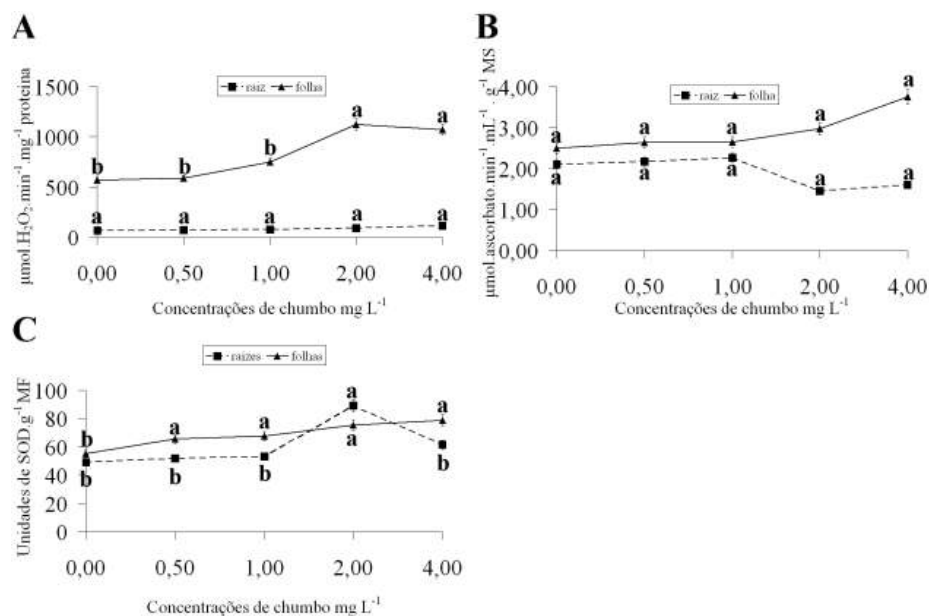 A
µmol.H₂O₂.min⁻¹.mg⁻¹ proteina
raiz folha
1500
1000
500
0
b b b a a
a a a a a
0,00 0,50 1,00 2,00 4,00
Concentrações de chumbo mg L⁻¹
B
µmol.ascorbato.min⁻¹.mL⁻¹ . g⁻¹ MS
raiz folha
4,00
3,00
2,00
1,00
0,00
a a a a a
a a a a a
0,00 0,50 1,00 2,00 4,00
Concentrações de chumbo mg L⁻¹
C
Unidades de SOD.g⁻¹ MF
raizes folhas
100
80
60
40
20
0
b a a a a
b b b a b
0,00 0,50 1,00 2,00 4,00
Concentrações de chumbo mg L⁻¹